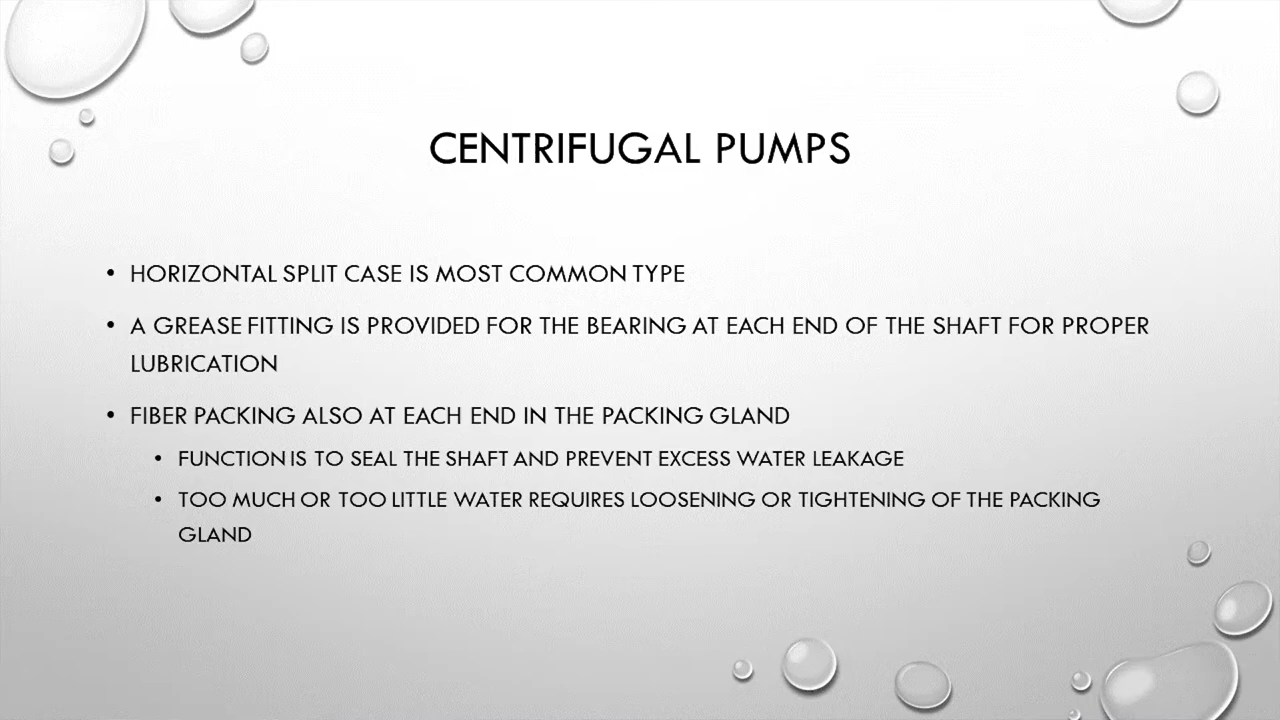 CENTRIFUGAL PUMPS
• HORIZONTAL SPLIT CASE IS MOST COMMON TYPE
• A GREASE FITTING IS PROVIDED FOR THE BEARING AT EACH END OF THE SHAFT FOR PROPER
LUBRICATION
• FIBER PACKING ALSO AT EACH END IN THE PACKING GLAND
• FUNCTION IS TO SEAL THE SHAFT AND PREVENT EXCESS WATER LEAKAGE
• TOO MUCH OR TOO LITTLE WATER REQUIRES LOOSENING OR TIGHTENING OF THE PACKING
GLAND